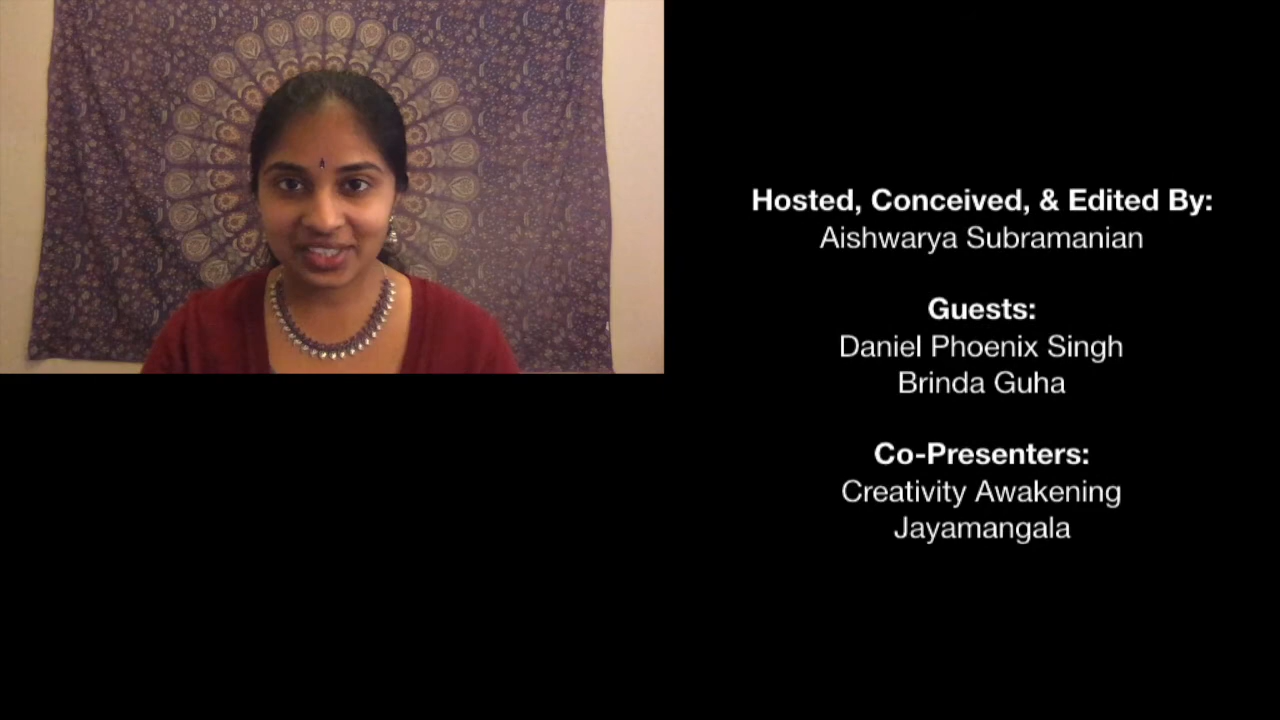 Hosted, Conceived, & Edited By:
Aishwarya Subramanian
Guests:
Daniel Phoenix Singh
Brinda Guha
Co-Presenters:
Creativity Awakening
Jayamangala